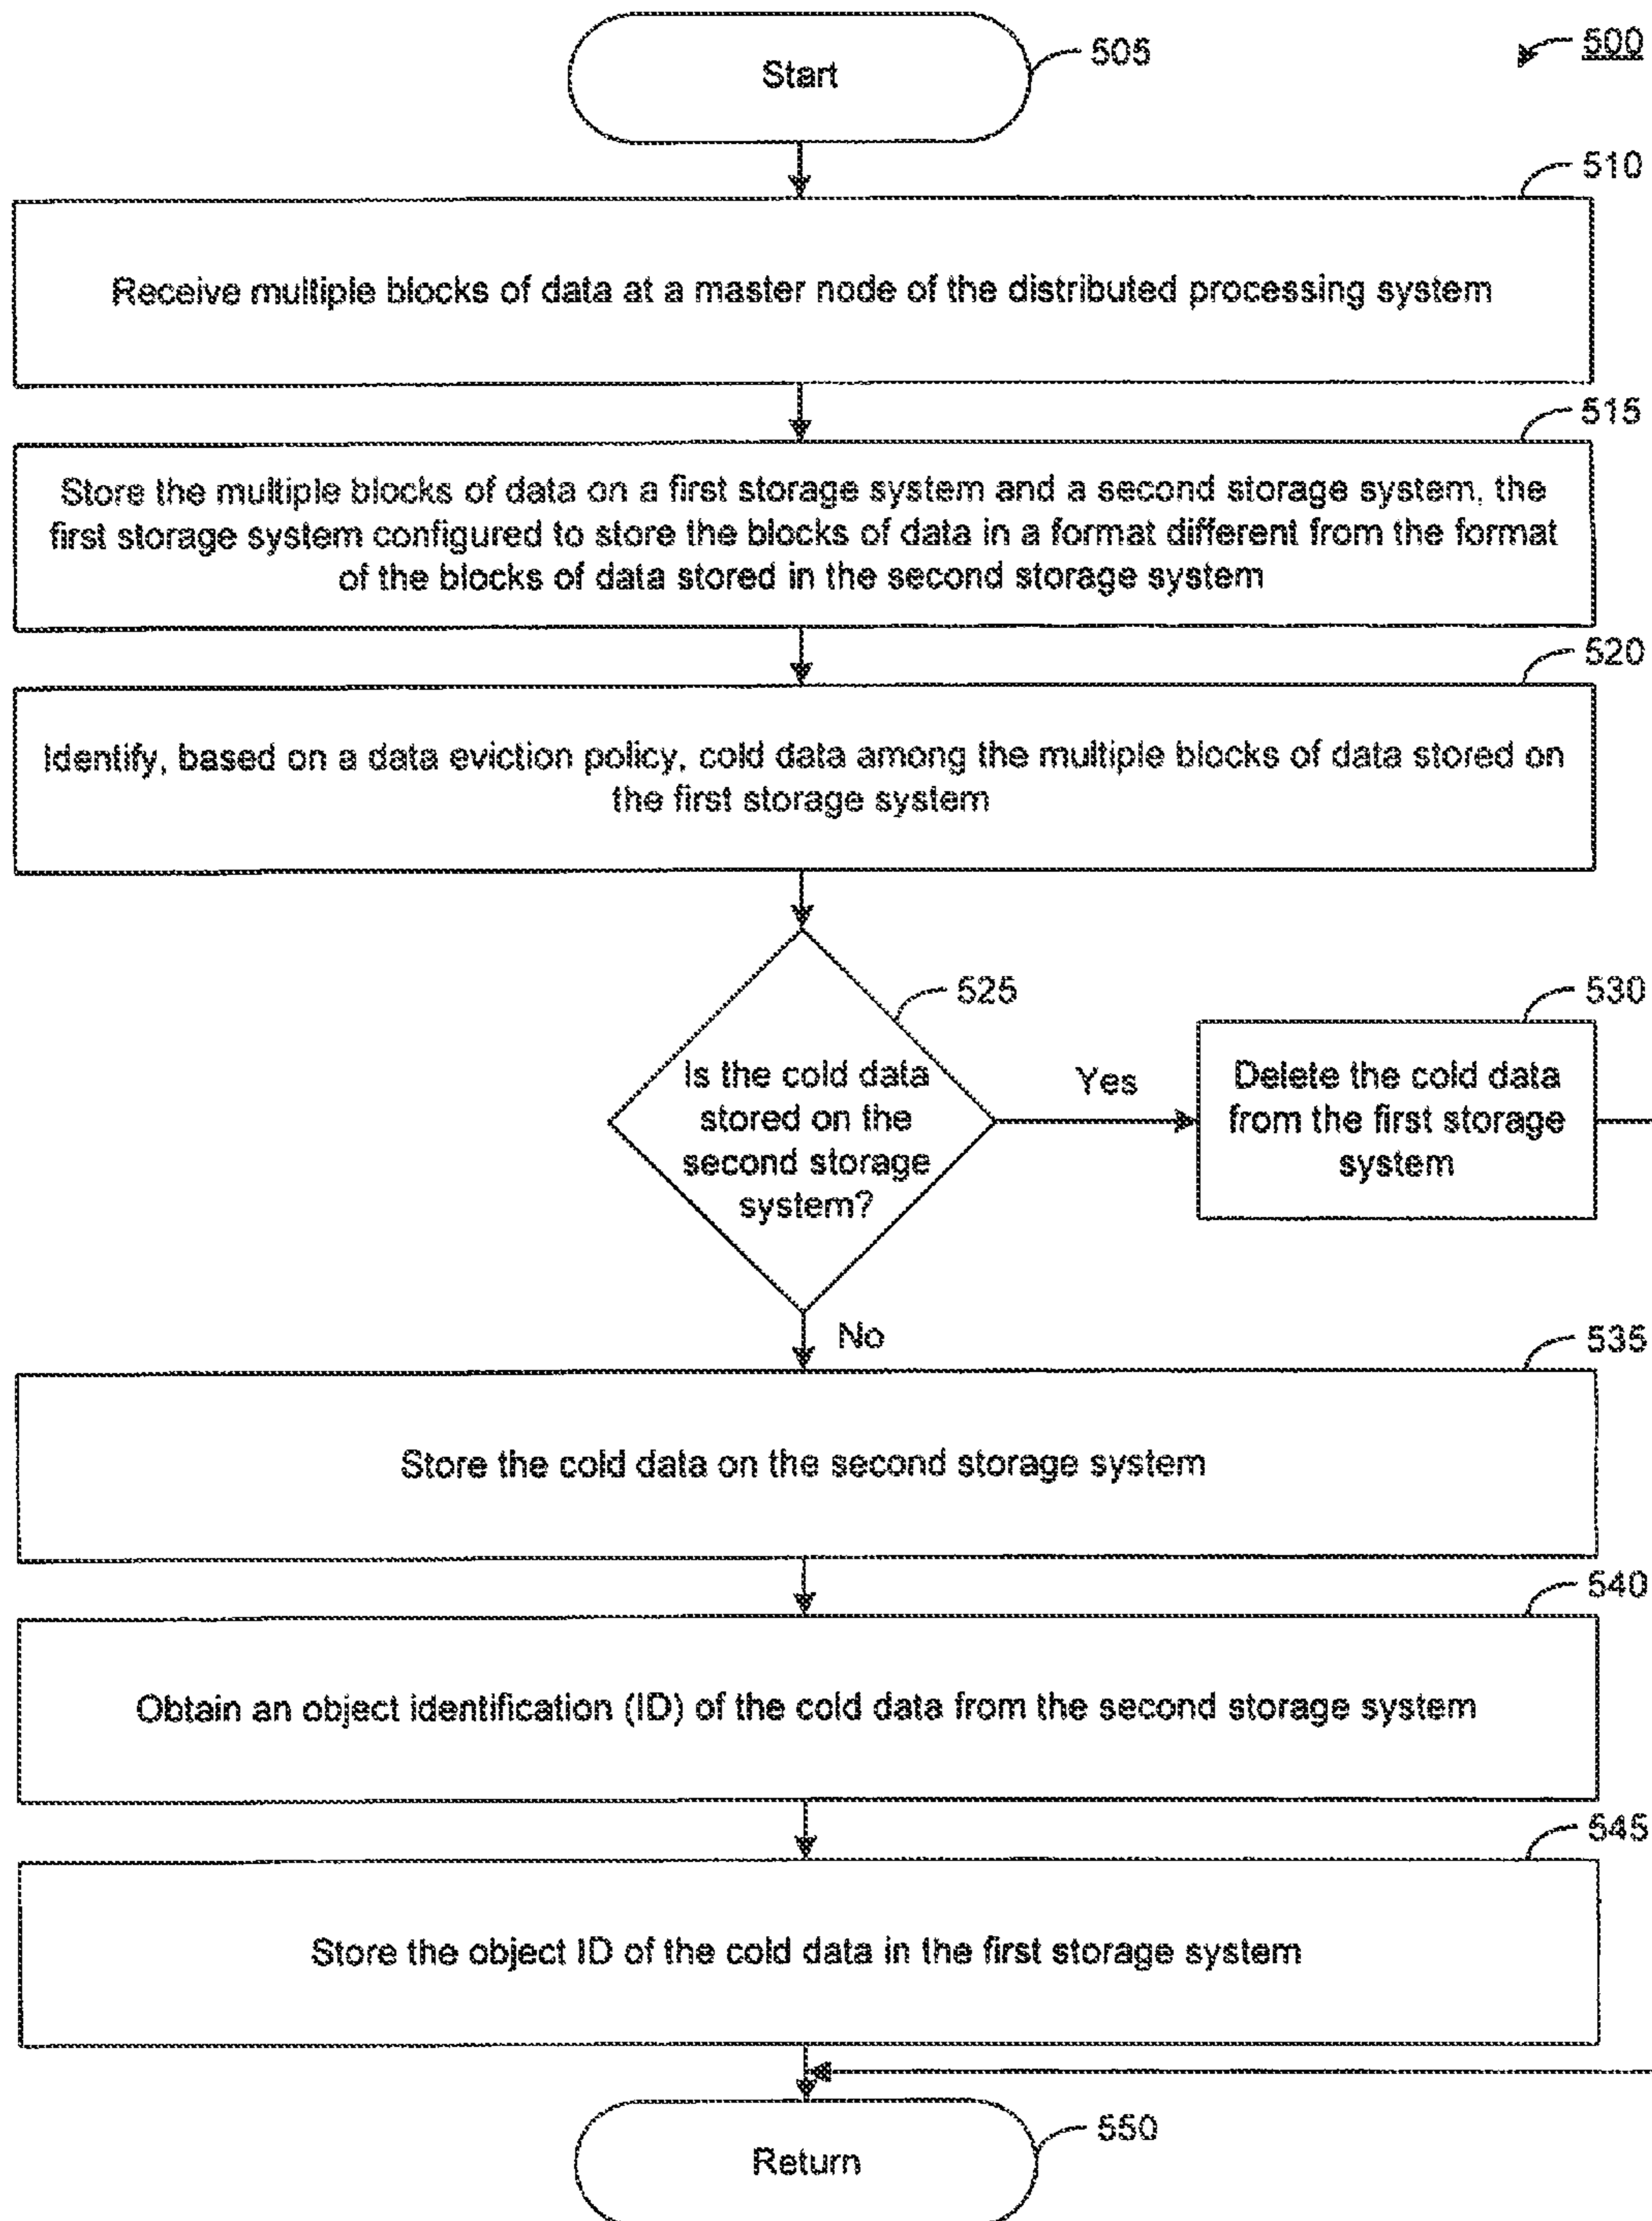 Start
505
500
510
Receive multiple blocks of data at a master node of the distributed processing system
515
Store the multiple blocks of data on a first storage system and a second storage system, the
first storage system configured to store the blocks of data in a format different from the format
of the blocks of data stored in the second storage system
520
Identify, based on a data eviction policy, cold data among the multiple blocks of data stored on
the first storage system
525
Is the cold data
stored on the
second storage
system?
Yes
530
Delete the cold data
from the first storage
system
No
535
Store the cold data on the second storage system
540
Obtain an object identification (ID) of the cold data from the second storage system
545
Store the object ID of the cold data in the first storage system
550
Return